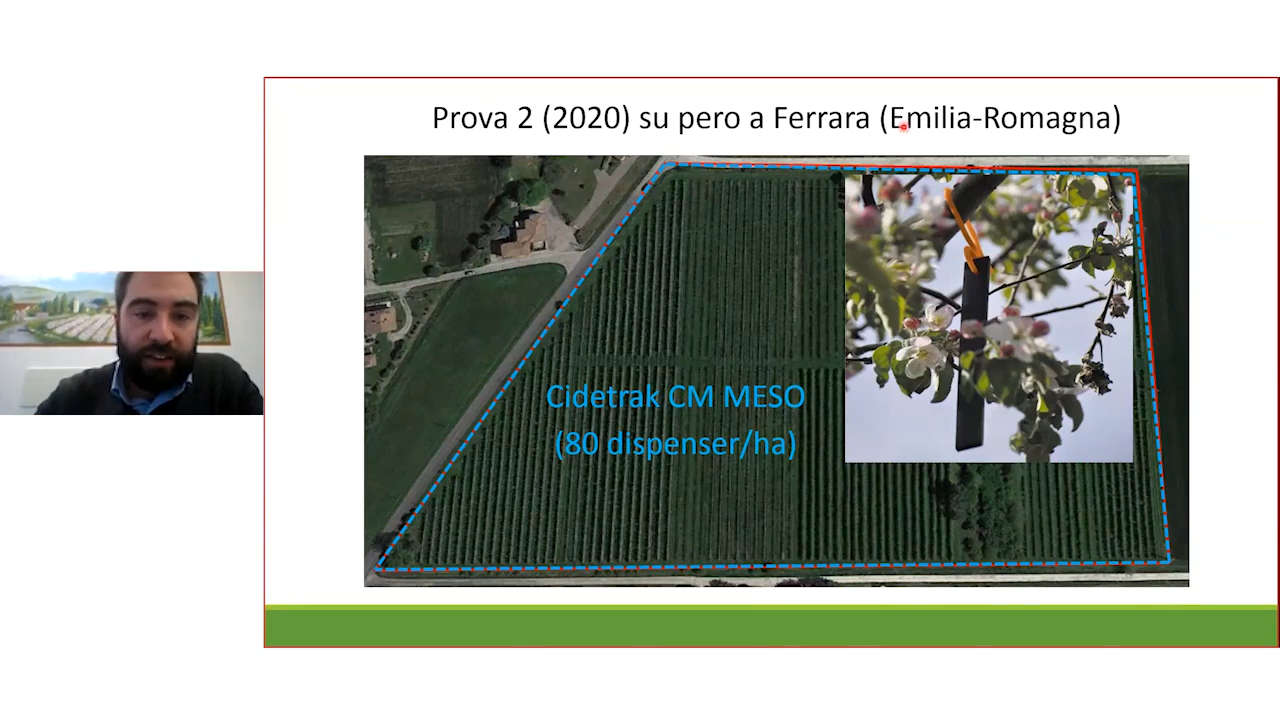 Prova 2 (2020) su pero a Ferrara (Emilia-Romagna)
Cidetrak CM MESO
(80 dispenser/ha)